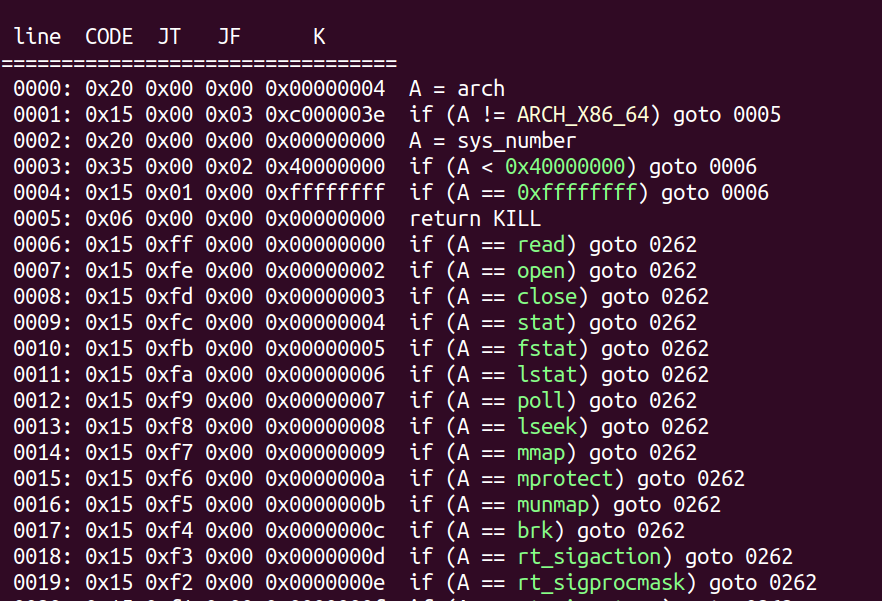 line CODE JT JF K
=================================
0000: 0x20 0x00 0x00 0x00000004 A = arch
0001: 0x15 0x00 0x03 0xc000003e if (A != ARCH_X86_64) goto 0005
0002: 0x20 0x00 0x00 0x00000000 A = sys_number
0003: 0x35 0x00 0x02 0x40000000 if (A < 0x40000000) goto 0006
0004: 0x15 0x01 0x00 0xffffffff if (A == 0xffffffff) goto 0006
0005: 0x06 0x00 0x00 0x00000000 return KILL
0006: 0x15 0xff 0x00 0x00000000 if (A == read) goto 0262
0007: 0x15 0xfe 0x00 0x00000002 if (A == open) goto 0262
0008: 0x15 0xfd 0x00 0x00000003 if (A == close) goto 0262
0009: 0x15 0xfc 0x00 0x00000004 if (A == stat) goto 0262
0010: 0x15 0xfb 0x00 0x00000005 if (A == fstat) goto 0262
0011: 0x15 0xfa 0x00 0x00000006 if (A == lstat) goto 0262
0012: 0x15 0xf9 0x00 0x00000007 if (A == poll) goto 0262
0013: 0x15 0xf8 0x00 0x00000008 if (A == lseek) goto 0262
0014: 0x15 0xf7 0x00 0x00000009 if (A == mmap) goto 0262
0015: 0x15 0xf6 0x00 0x0000000a if (A == mprotect) goto 0262
0016: 0x15 0xf5 0x00 0x0000000b if (A == munmap) goto 0262
0017: 0x15 0xf4 0x00 0x0000000c if (A == brk) goto 0262
0018: 0x15 0xf3 0x00 0x0000000d if (A == rt_sigaction) goto 0262
0019: 0x15 0xf2 0x00 0x0000000e if (A == rt_sigprocmask) goto 0262